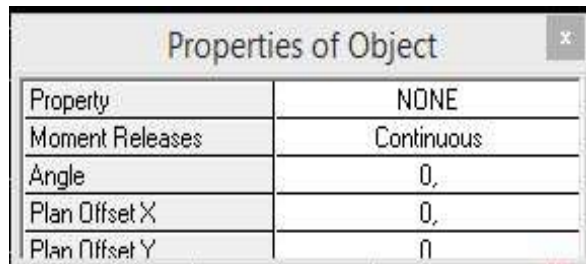 Properties of Object x
Property NONE
Moment Releases Continuous
Angle 0,
Plan Offset X 0,
Plan Offset Y 0